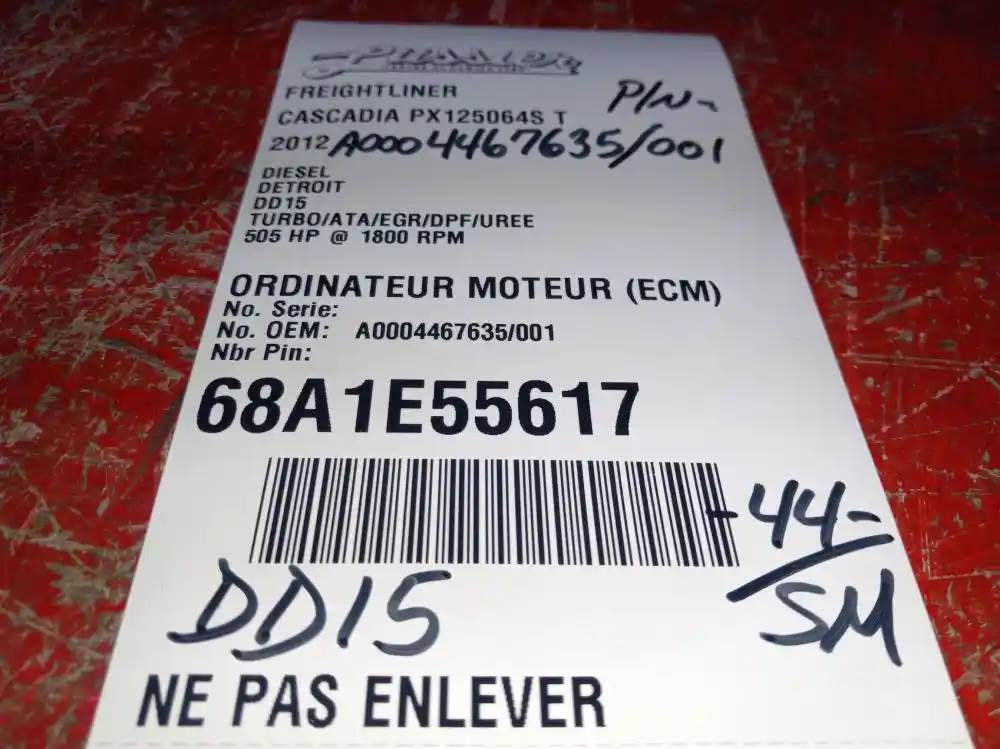 FREIGHTLINER
P/N-
CASCADIA PX125064S T
2012 A0004467635/001
DIESEL
DETROIT
DD15
TURBO/ATA/EGR/DPF/UREE
505 HP @ 1800 RPM
ORDINATEUR MOTEUR (ECM)
No. Serie:
No. OEM: A0004467635/001
Nbr Pin:
68A1E55617
-44-
SM
DD15
NE PAS ENLEVER